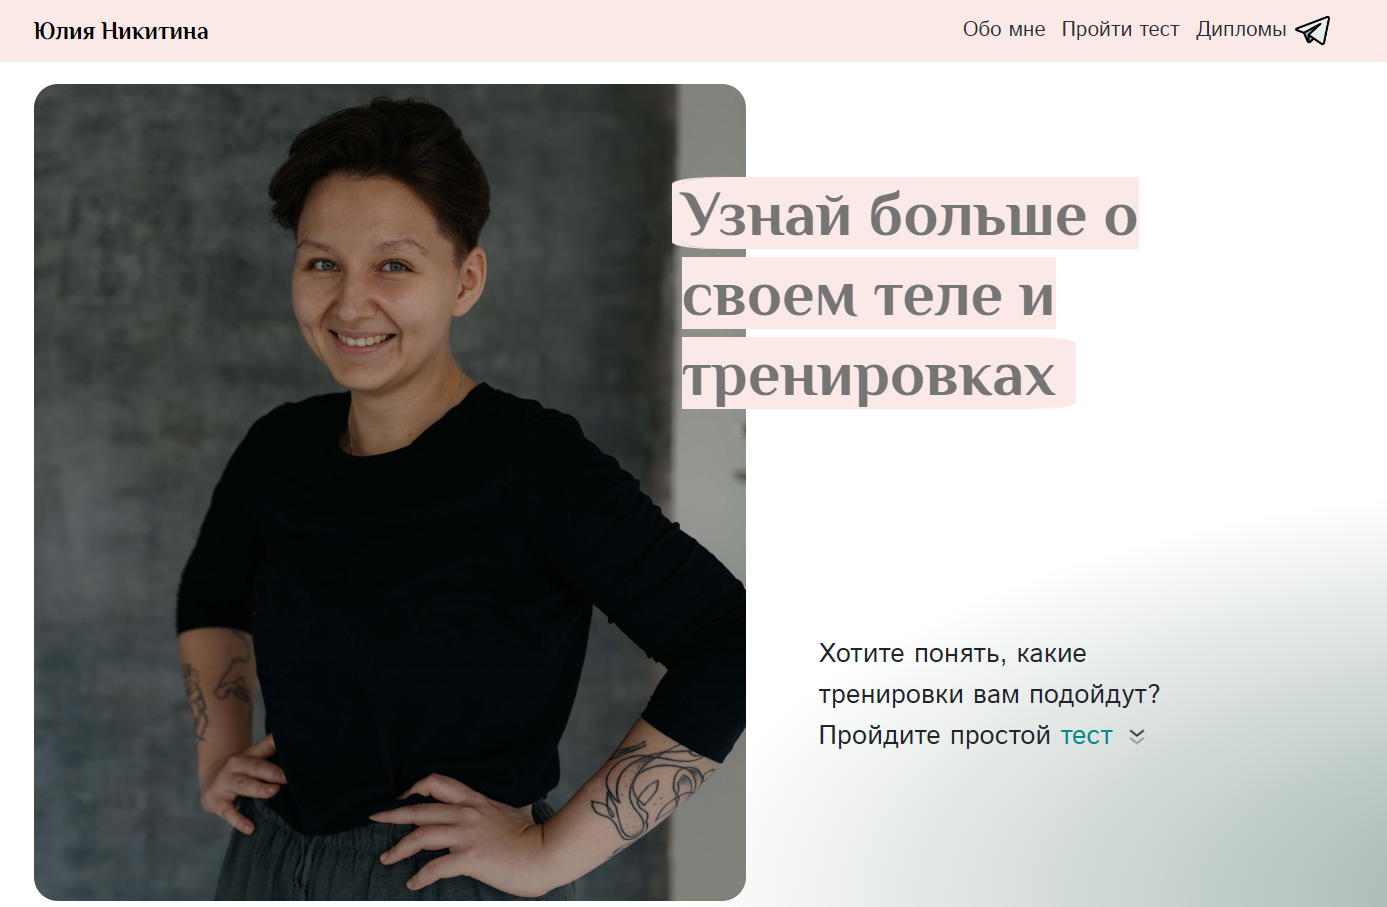 Юлия Никитина
Обо мне Пройти тест Дипломы
Узнай больше о
своем теле и
тренировках
Хотите понять, какие
тренировки вам подойдут?
Пройдите простой тест